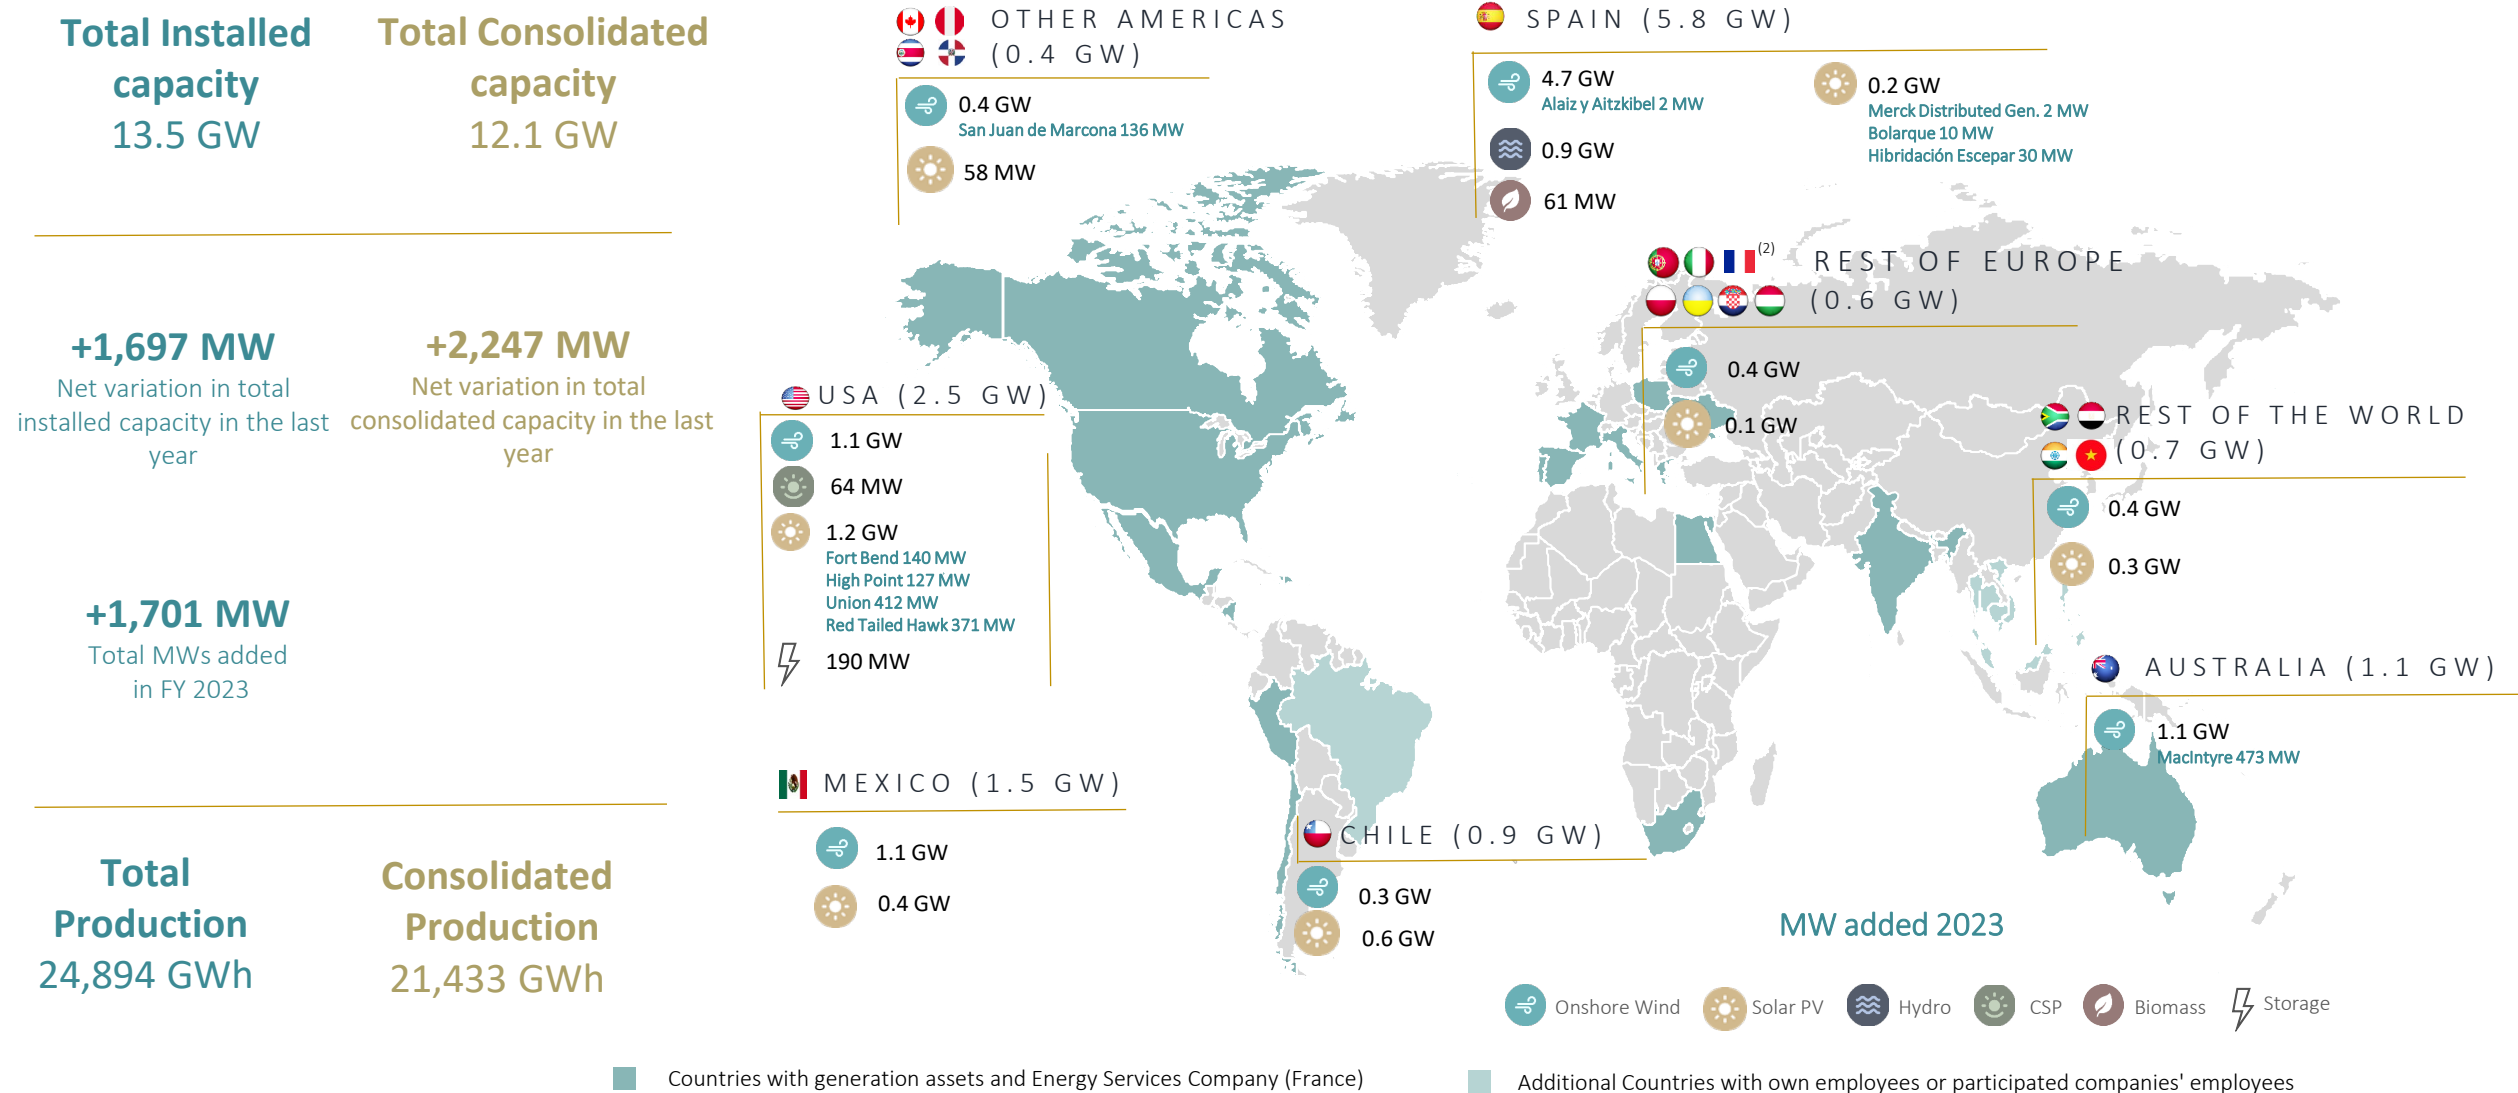 Total Installed
capacity
13.5 GW
Total Consolidated
capacity
12.1 GW
+1,697 MW
Net variation in total
installed capacity in the last
year
+2,247 MW
Net variation in total
consolidated capacity in the last
year
+1,701 MW
Total MWs added
in FY 2023
Total
Production
24,894 GWh
Consolidated
Production
21,433 GWh
OTHER AMERICAS
(0.4 GW)
0.4 GW
San Juan de Marcona 136 MW
58 MW
SPAIN (5.8 GW)
4.7 GW
Alaiz y Aitzkibel 2 MW
0.9 GW
61 MW
0.2 GW
Merck Distributed Gen. 2 MW
Bolarque 10 MW
Hibridación Escepar 30 MW
(2)
REST OF EUROPE
(0.6 GW)
0.4 GW
0.1 GW
USA (2.5 GW)
1.1 GW
64 MW
1.2 GW
Fort Bend 140 MW
High Point 127 MW
Union 412 MW
Red Tailed Hawk 371 MW
190 MW
REST OF THE WORLD
(0.7 GW)
0.4 GW
0.3 GW
AUSTRALIA (1.1 GW)
1.1 GW
MacIntyre 473 MW
MEXICO (1.5 GW)
1.1 GW
0.4 GW
CHILE (0.9 GW)
0.3 GW
0.6 GW
MW added 2023
Onshore Wind
Solar PV
Hydro
CSP
Biomass
Storage
Countries with generation assets and Energy Services Company (France)
Additional Countries with own employees or participated companies' employees